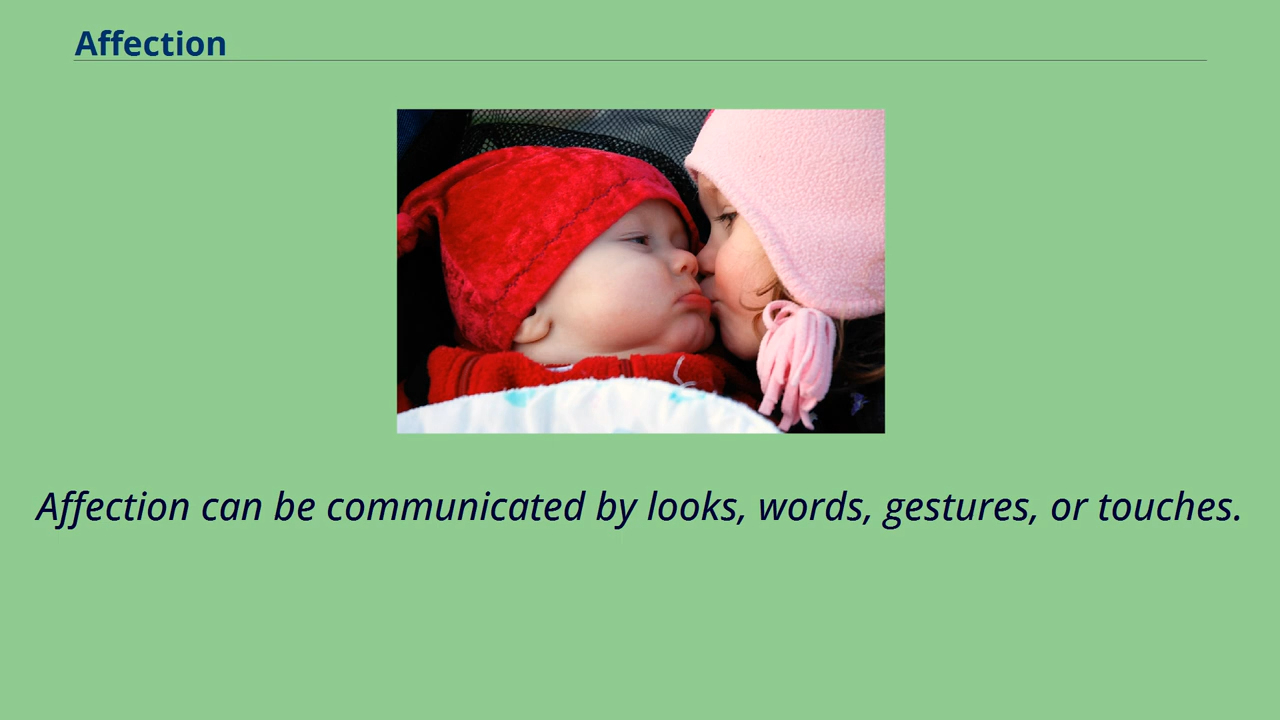 Affection
Affection can be communicated by looks, words, gestures, or touches.